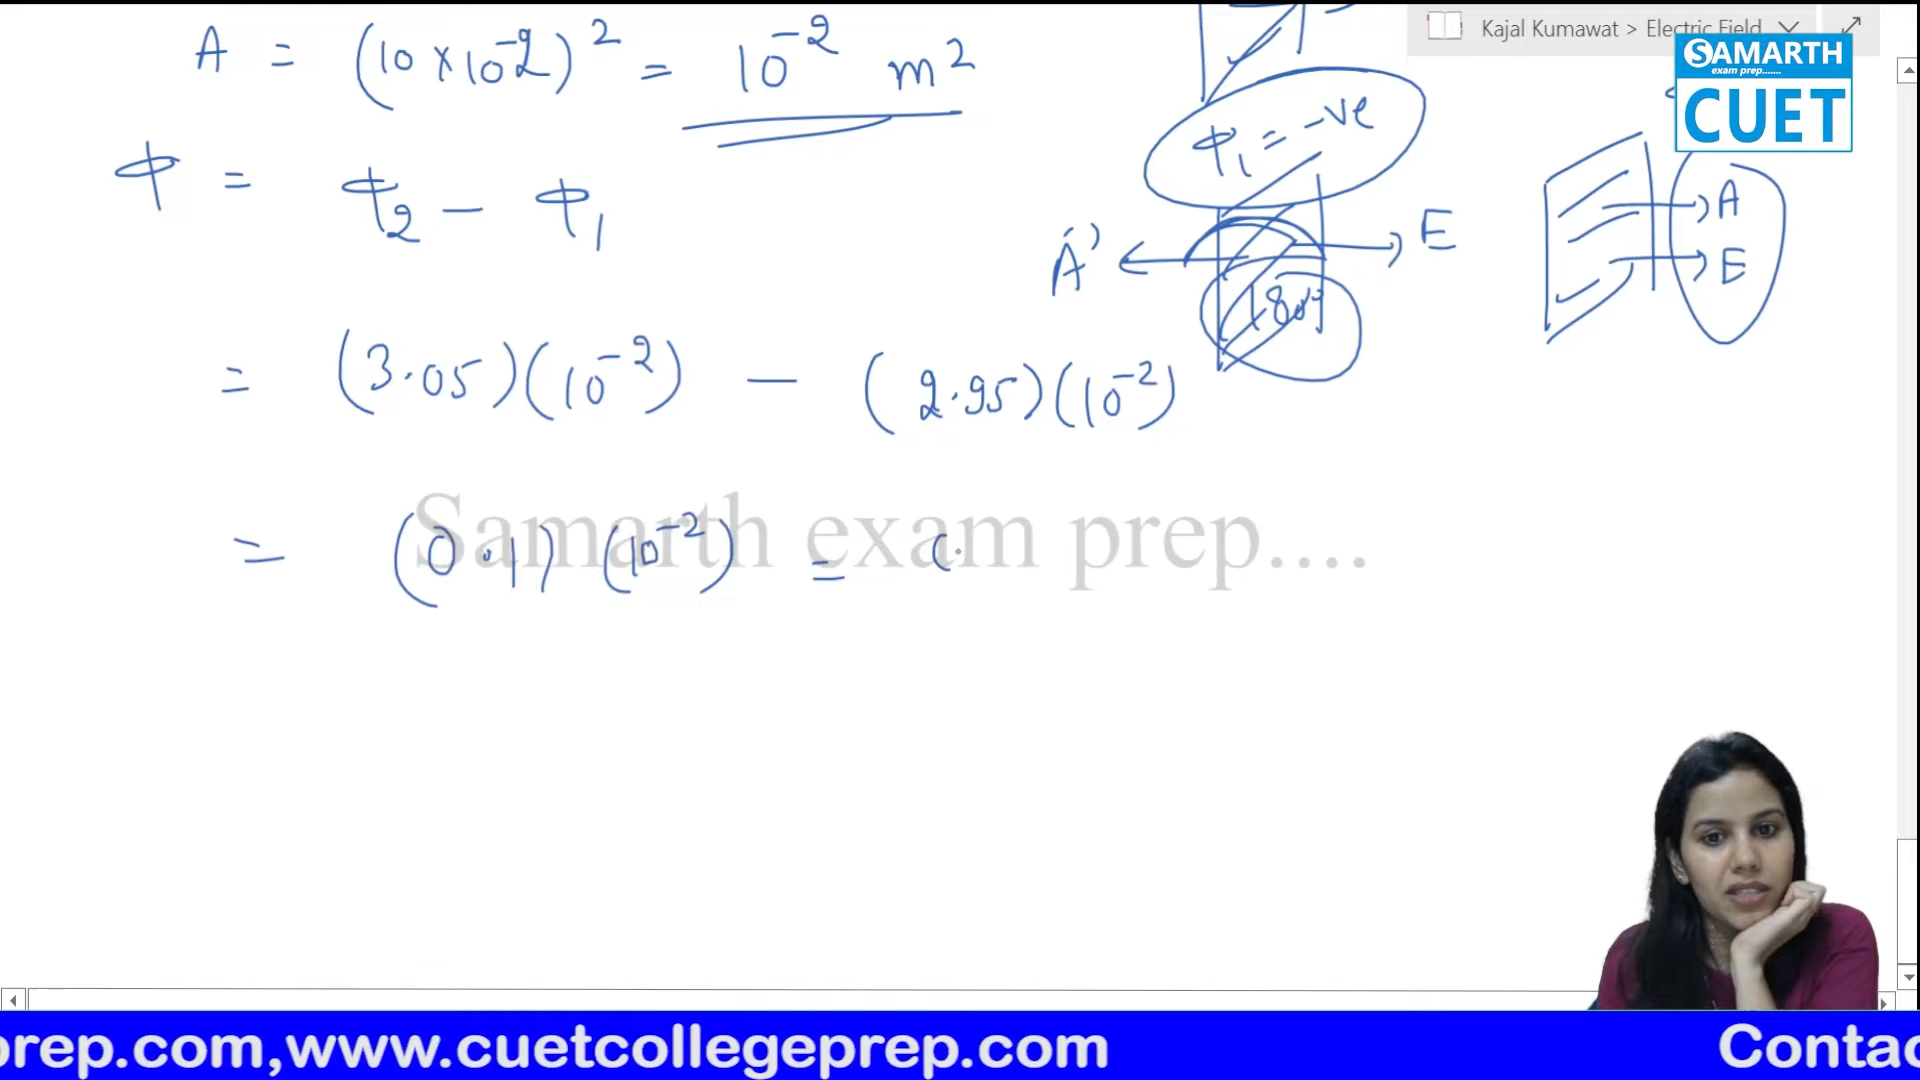 A = (10 × 10⁻²)² = 10⁻² m²
Kajal Kumawat > Electric Field
SAMARTH
exam prep......
CUET
ϕ₁ = -ve
ϕ = ϕ₂ - ϕ₁
A' E
180°
A
E
= (3.05)(10⁻²) - (2.95)(10⁻²)
Samarth exam prep....
= (0.1)(10⁻²) = (
prep.com,www.cuetcollegeprep.com Contac